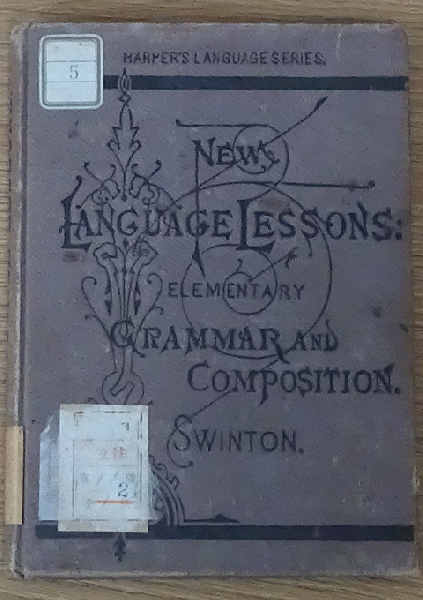 5
HARPER'S LANGUAGE SERIES.
NEW
LANGUAGE LESSONS:
ELEMENTARY
GRAMMAR AND
COMPOSITION.
SWINTON.
2